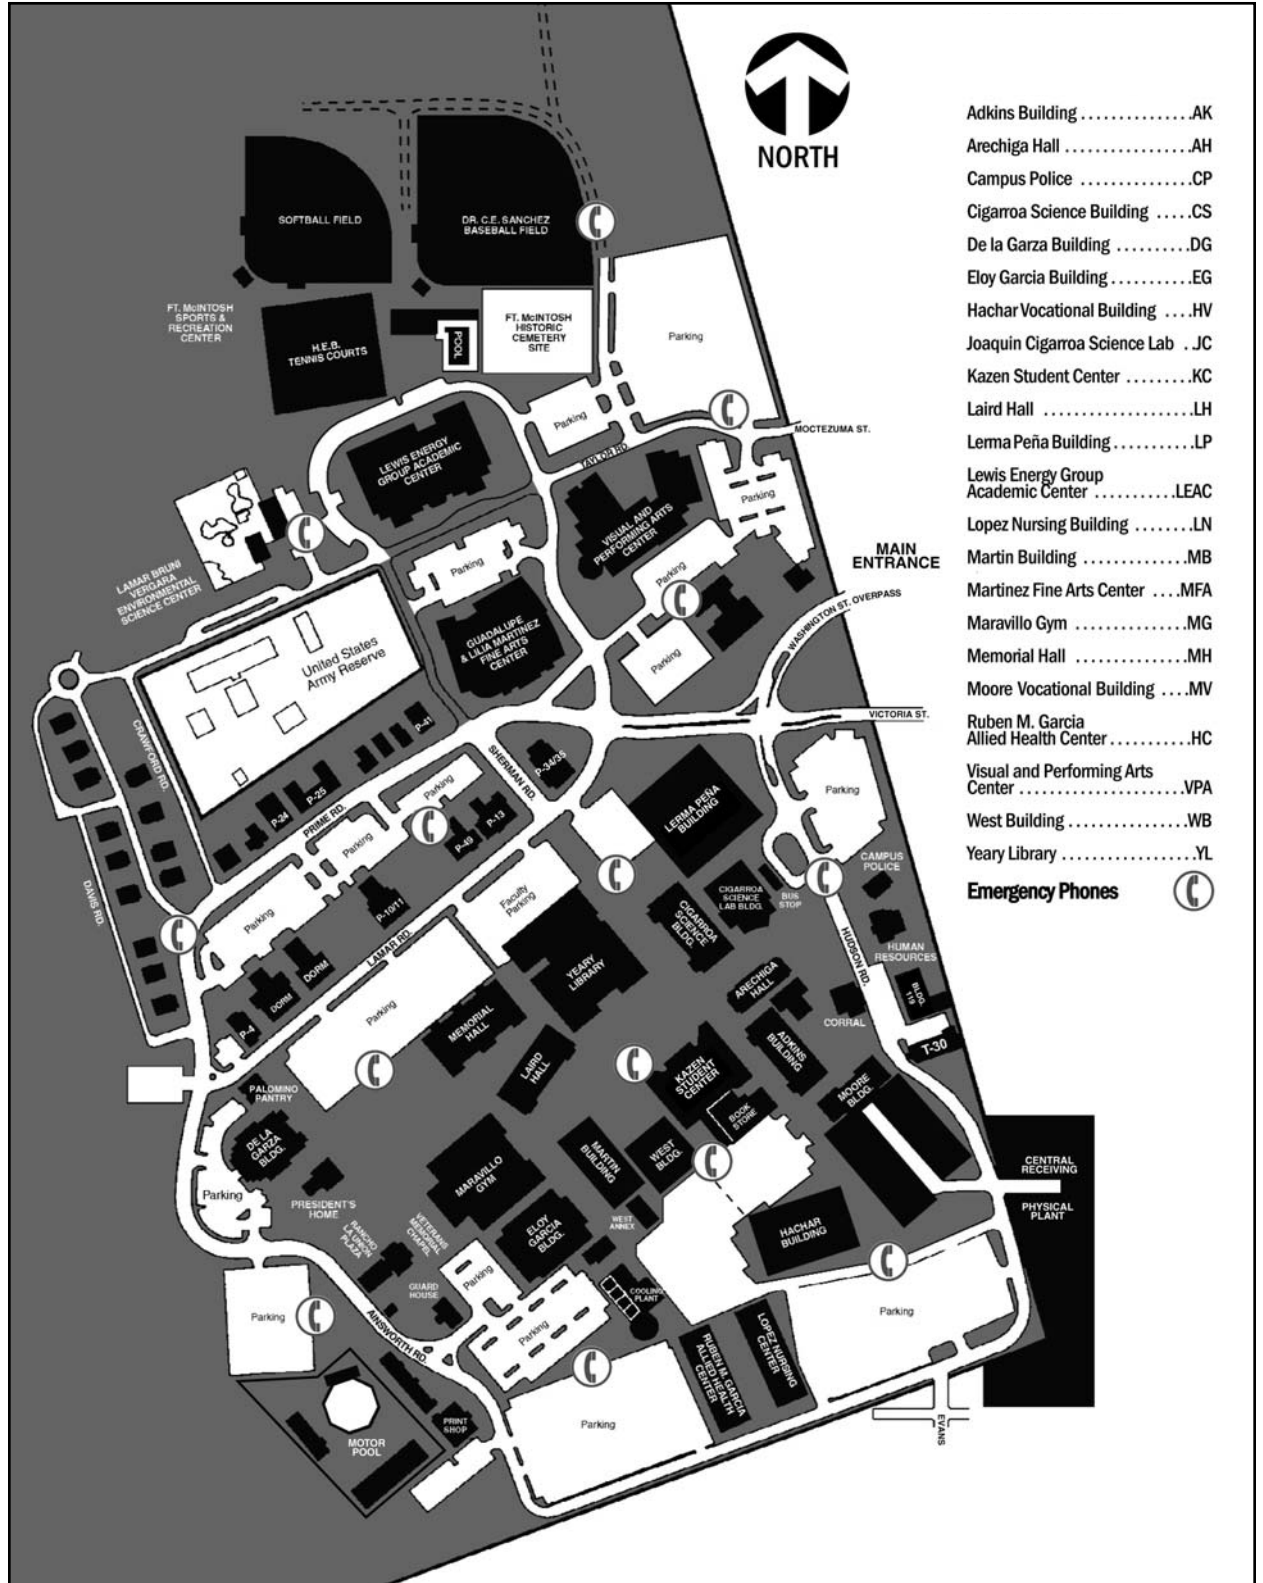 NORTH
Adkins Building ...............AK
Arechiga Hall .................AH
Campus Police ...............CP
Cigarroa Science Building .....CS
De la Garza Building ..........DG
Eloy Garcia Building ...........EG
Hachar Vocational Building ....HV
Joaquin Cigarroa Science Lab ..JC
Kazen Student Center .........KC
Laird Hall ....................LH
Lerma Peña Building ..........LP
Lewis Energy Group
Academic Center ...........LEAC
Lopez Nursing Building ........LN
Martin Building ...............MB
Martinez Fine Arts Center ....MFA
Maravillo Gym ...............MG
Memorial Hall ...............MH
Moore Vocational Building ....MV
Ruben M. Garcia
Allied Health Center...........HC
Visual and Performing Arts
Center ......................VPA
West Building ................WB
Yeary Library .................YL
Emergency Phones
SOFTBALL FIELD
DR. C.E. SANCHEZ
BASEBALL FIELD
FT. McINTOSH
SPORTS &
RECREATION
CENTER
H.E.B.
TENNIS COURTS
POOL
FT. McINTOSH
HISTORIC
CEMETERY
SITE
Parking
Parking
MOCTEZUMA ST.
TAYLOR RD.
LEWIS ENERGY
GROUP ACADEMIC
CENTER
VISUAL AND
PERFORMING ARTS
CENTER
Parking
MAIN
ENTRANCE
Parking
Parking
LAMAR BRUNI
VERGARA
ENVIRONMENTAL
SCIENCE CENTER
GUADALUPE
& LILIA MARTINEZ
FINE ARTS
CENTER
WASHINGTON ST. OVERPASS
Parking
United States
Army Reserve
VICTORIA ST.
CRAWFORD RD.
P-41
P-25
P-24
PRIME RD.
SHERMAN RD.
P-34/35
Parking
Parking
P-13
P-49
LERMA PEÑA
BUILDING
Parking
DAVIS RD.
Parking
P-10/11
LAMAR RD.
Faculty
Parking
CIGARROA
SCIENCE
LAB BLDG.
BUS
STOP
CAMPUS
POLICE
CIGARROA
SCIENCE
BLDG.
HUDSON RD.
HUMAN
RESOURCES
DORM
DORM
P-4
Parking
YEARY
LIBRARY
MEMORIAL
HALL
ARECHIGA
HALL
BLDG.
119
CORRAL
T-30
ADKINS
BUILDING
LAIRD
HALL
KAZEN
STUDENT
CENTER
MOORE
BLDG.
BOOK
STORE
PALOMINO
PANTRY
DE LA
GARZA
BLDG.
Parking
PRESIDENT'S
HOME
MARAVILLO
GYM
MARTIN
BUILDING
WEST
BLDG.
WEST
ANNEX
CENTRAL
RECEIVING
PHYSICAL
PLANT
RANCHO
LA UNION
PLAZA
VETERANS
MEMORIAL
CHAPEL
ELOY
GARCIA
BLDG.
HACHAR
BUILDING
GUARD
HOUSE
Parking
COOLING
PLANT
Parking
Parking
Parking
AINSWORTH RD.
RUBEN M. GARCIA
ALLIED HEALTH
CENTER
LOPEZ NURSING
CENTER
Parking
PRINT
SHOP
MOTOR
POOL
EVANS